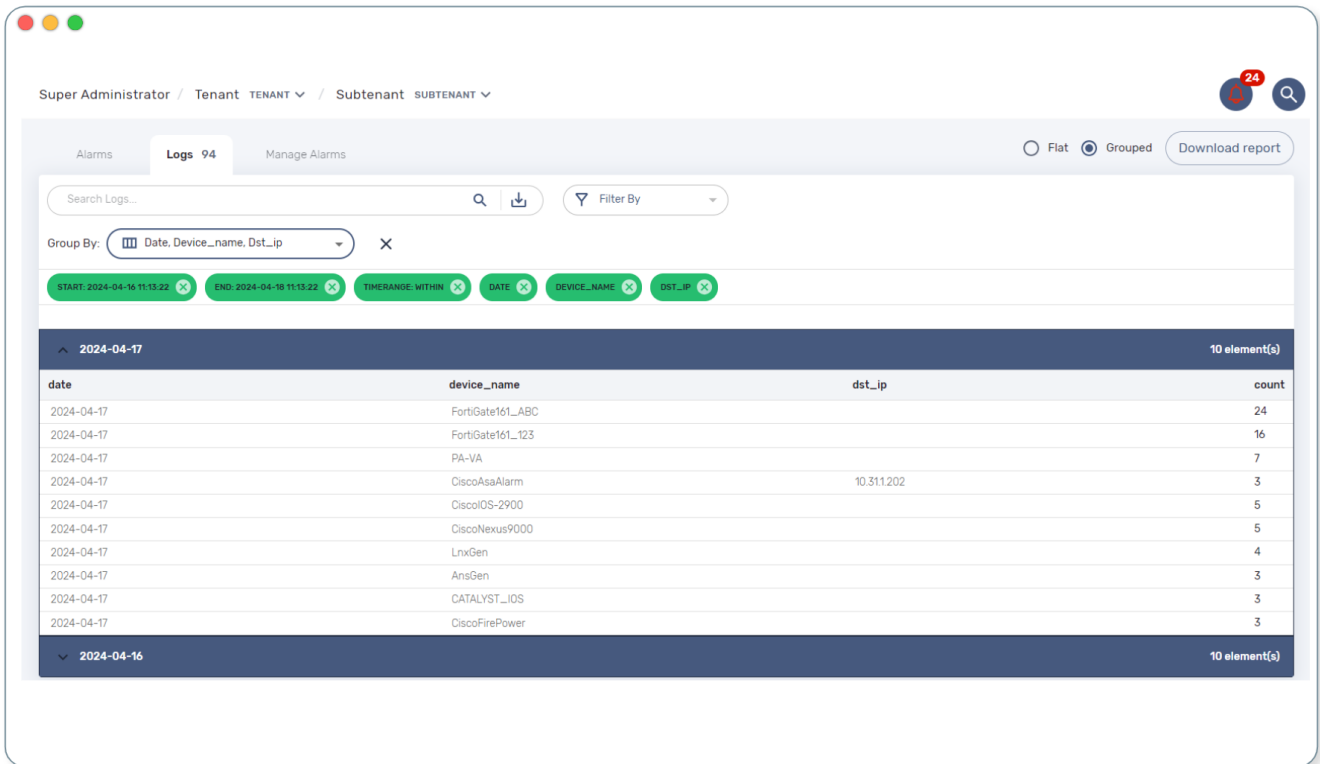 24
Super Administrator / Tenant TENANT / Subtenant SUBTENANT
Alarms Logs 94 Manage Alarms Flat Grouped Download report
Search Logs... Filter By
Group By: Date, Device_name, Dst_ip
START: 2024-04-16 11:13:22 END: 2024-04-18 11:13:22 TIMERANGE: WITHIN DATE DEVICE_NAME DST_IP
2024-04-17 10 element(s)
date device_name dst_ip count
2024-04-17 FortiGate161_ABC 24
2024-04-17 FortiGate161_123 16
2024-04-17 PA-VA 7
2024-04-17 CiscoAsaAlarm 10.31.1.202 3
2024-04-17 CiscoIOS-2900 5
2024-04-17 CiscoNexus9000 5
2024-04-17 LnxGen 4
2024-04-17 AnsGen 3
2024-04-17 CATALYST_IOS 3
2024-04-17 CiscoFirePower 3
2024-04-16 10 element(s)